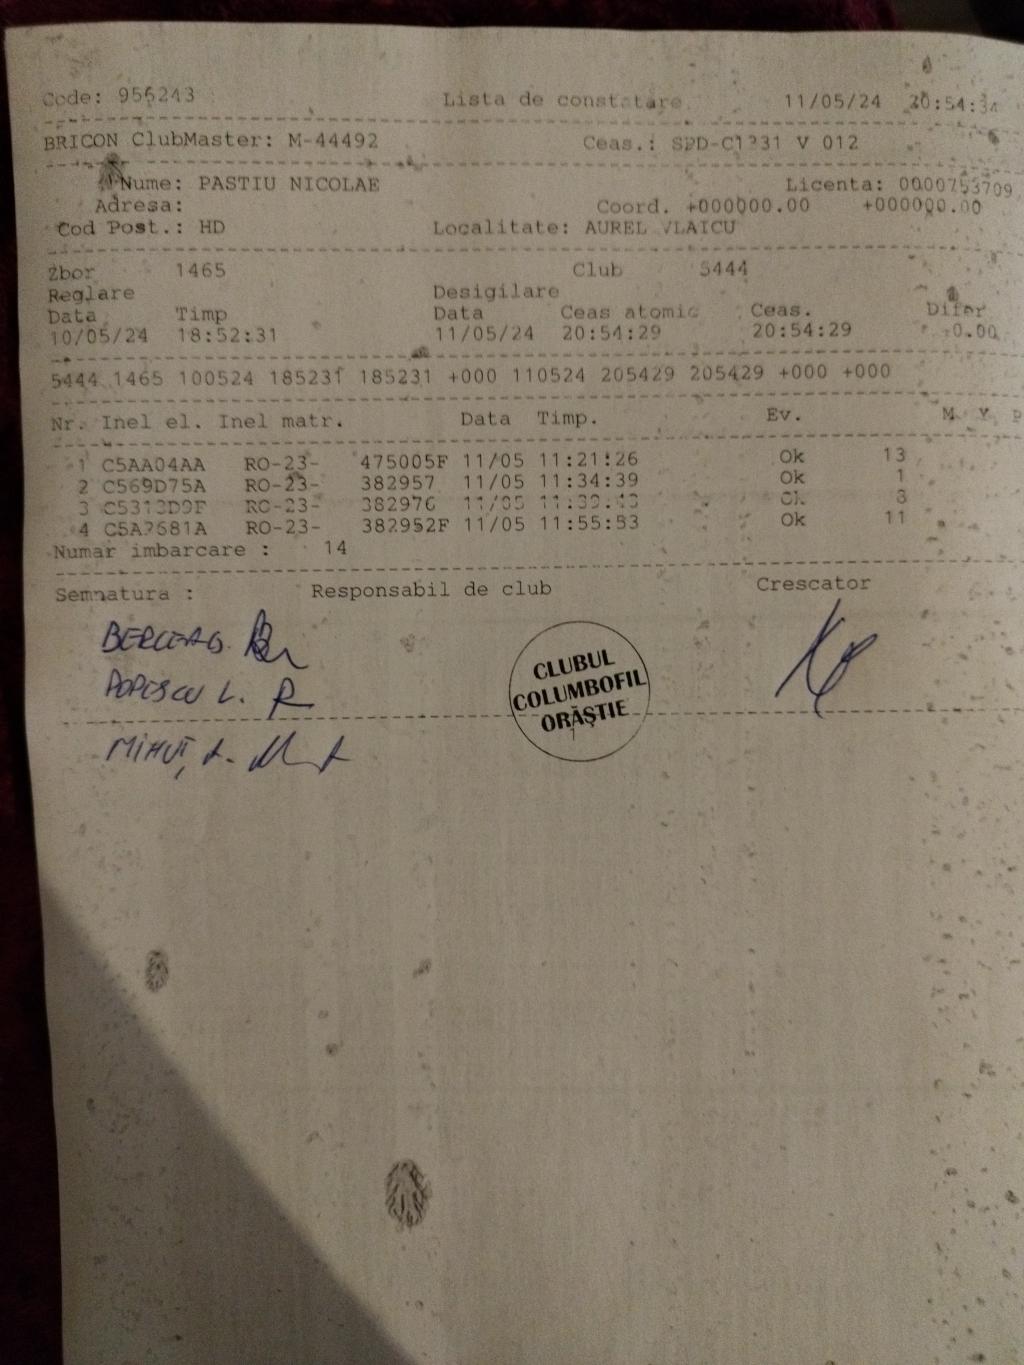 Code: 956243 Lista de constatare 11/05/24 20:54:34
BRICON ClubMaster: M-44492 Ceas.: V 012
Nume: PASTIU NICOLAE Licenta: 0000753709
Adresa: Coord. +000000.00 +000000.00
Cod Post.: HD Localitate: AUREL VLAICU
Zbor 1465 Club 5444
Reglare Desigilare
Data Timp Data Ceas atomic Ceas. Difer
10/05/24 18:52:31 11/05/24 20:54:29 20:54:29 0.00
5444 1465 100524 185231 185231 +000 110524 205429 205429 +000 +000
Nr. Inel el. Inel matr. Data Timp. Ev. M Y P
1 C5AA04AA RO-23- 475005F 11/05 11:21:26 Ok 13
2 C569D75A RO-23- 382957 11/05 11:34:39 Ok 1
3 RO-23- 382976 11/05
4 RO-23- 382952F 11/05 11:55:53 Ok 11
Numar imbarcare : 14
Semnatura : Responsabil de club Crescator
POPESCU L.
MIHUȚ
CLUBUL
COLUMBOFIL
ORĂȘTIE